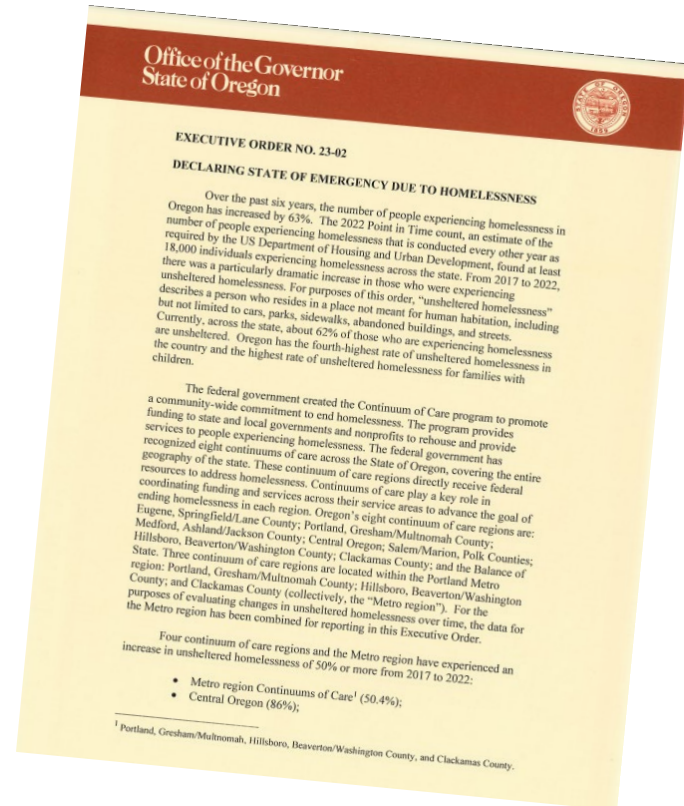 Office of the Governor
State of Oregon
STATE OF OREGON
1859
EXECUTIVE ORDER NO. 23-02
DECLARING STATE OF EMERGENCY DUE TO HOMELESSNESS
Over the past six years, the number of people experiencing homelessness in
Oregon has increased by 63%. The 2022 Point in Time count, an estimate of the
number of people experiencing homelessness that is conducted every other year as
required by the US Department of Housing and Urban Development, found at least
18,000 individuals experiencing homelessness across the state. From 2017 to 2022,
there was a particularly dramatic increase in those who were experiencing
unsheltered homelessness. For purposes of this order, “unsheltered homelessness”
describes a person who resides in a place not meant for human habitation, including
but not limited to cars, parks, sidewalks, abandoned buildings, and streets.
Currently, across the state, about 62% of those who are experiencing homelessness
are unsheltered. Oregon has the fourth-highest rate of unsheltered homelessness in
the country and the highest rate of unsheltered homelessness for families with
children.
The federal government created the Continuum of Care program to promote
a community-wide commitment to end homelessness. The program provides
funding to state and local governments and nonprofits to rehouse and provide
services to people experiencing homelessness. The federal government has
recognized eight continuums of care across the State of Oregon, covering the entire
geography of the state. These continuum of care regions directly receive federal
resources to address homelessness. Continuums of care play a key role in
coordinating funding and services across their service areas to advance the goal of
ending homelessness in each region. Oregon's eight continuum of care regions are:
Eugene, Springfield/Lane County; Portland, Gresham/Multnomah County;
Medford, Ashland/Jackson County; Central Oregon; Salem/Marion, Polk Counties;
Hillsboro, Beaverton/Washington County; Clackamas County; and the Balance of
State. Three continuum of care regions are located within the Portland Metro
region: Portland, Gresham/Multnomah County; Hillsboro, Beaverton/Washington
County; and Clackamas County (collectively, the “Metro region”). For the
purposes of evaluating changes in unsheltered homelessness over time, the data for
the Metro region has been combined for reporting in this Executive Order.
Four continuum of care regions and the Metro region have experienced an
increase in unsheltered homelessness of 50% or more from 2017 to 2022:
• Metro region Continuums of Care¹ (50.4%);
• Central Oregon (86%);
¹ Portland, Gresham/Multnomah, Hillsboro, Beaverton/Washington County, and Clackamas County.